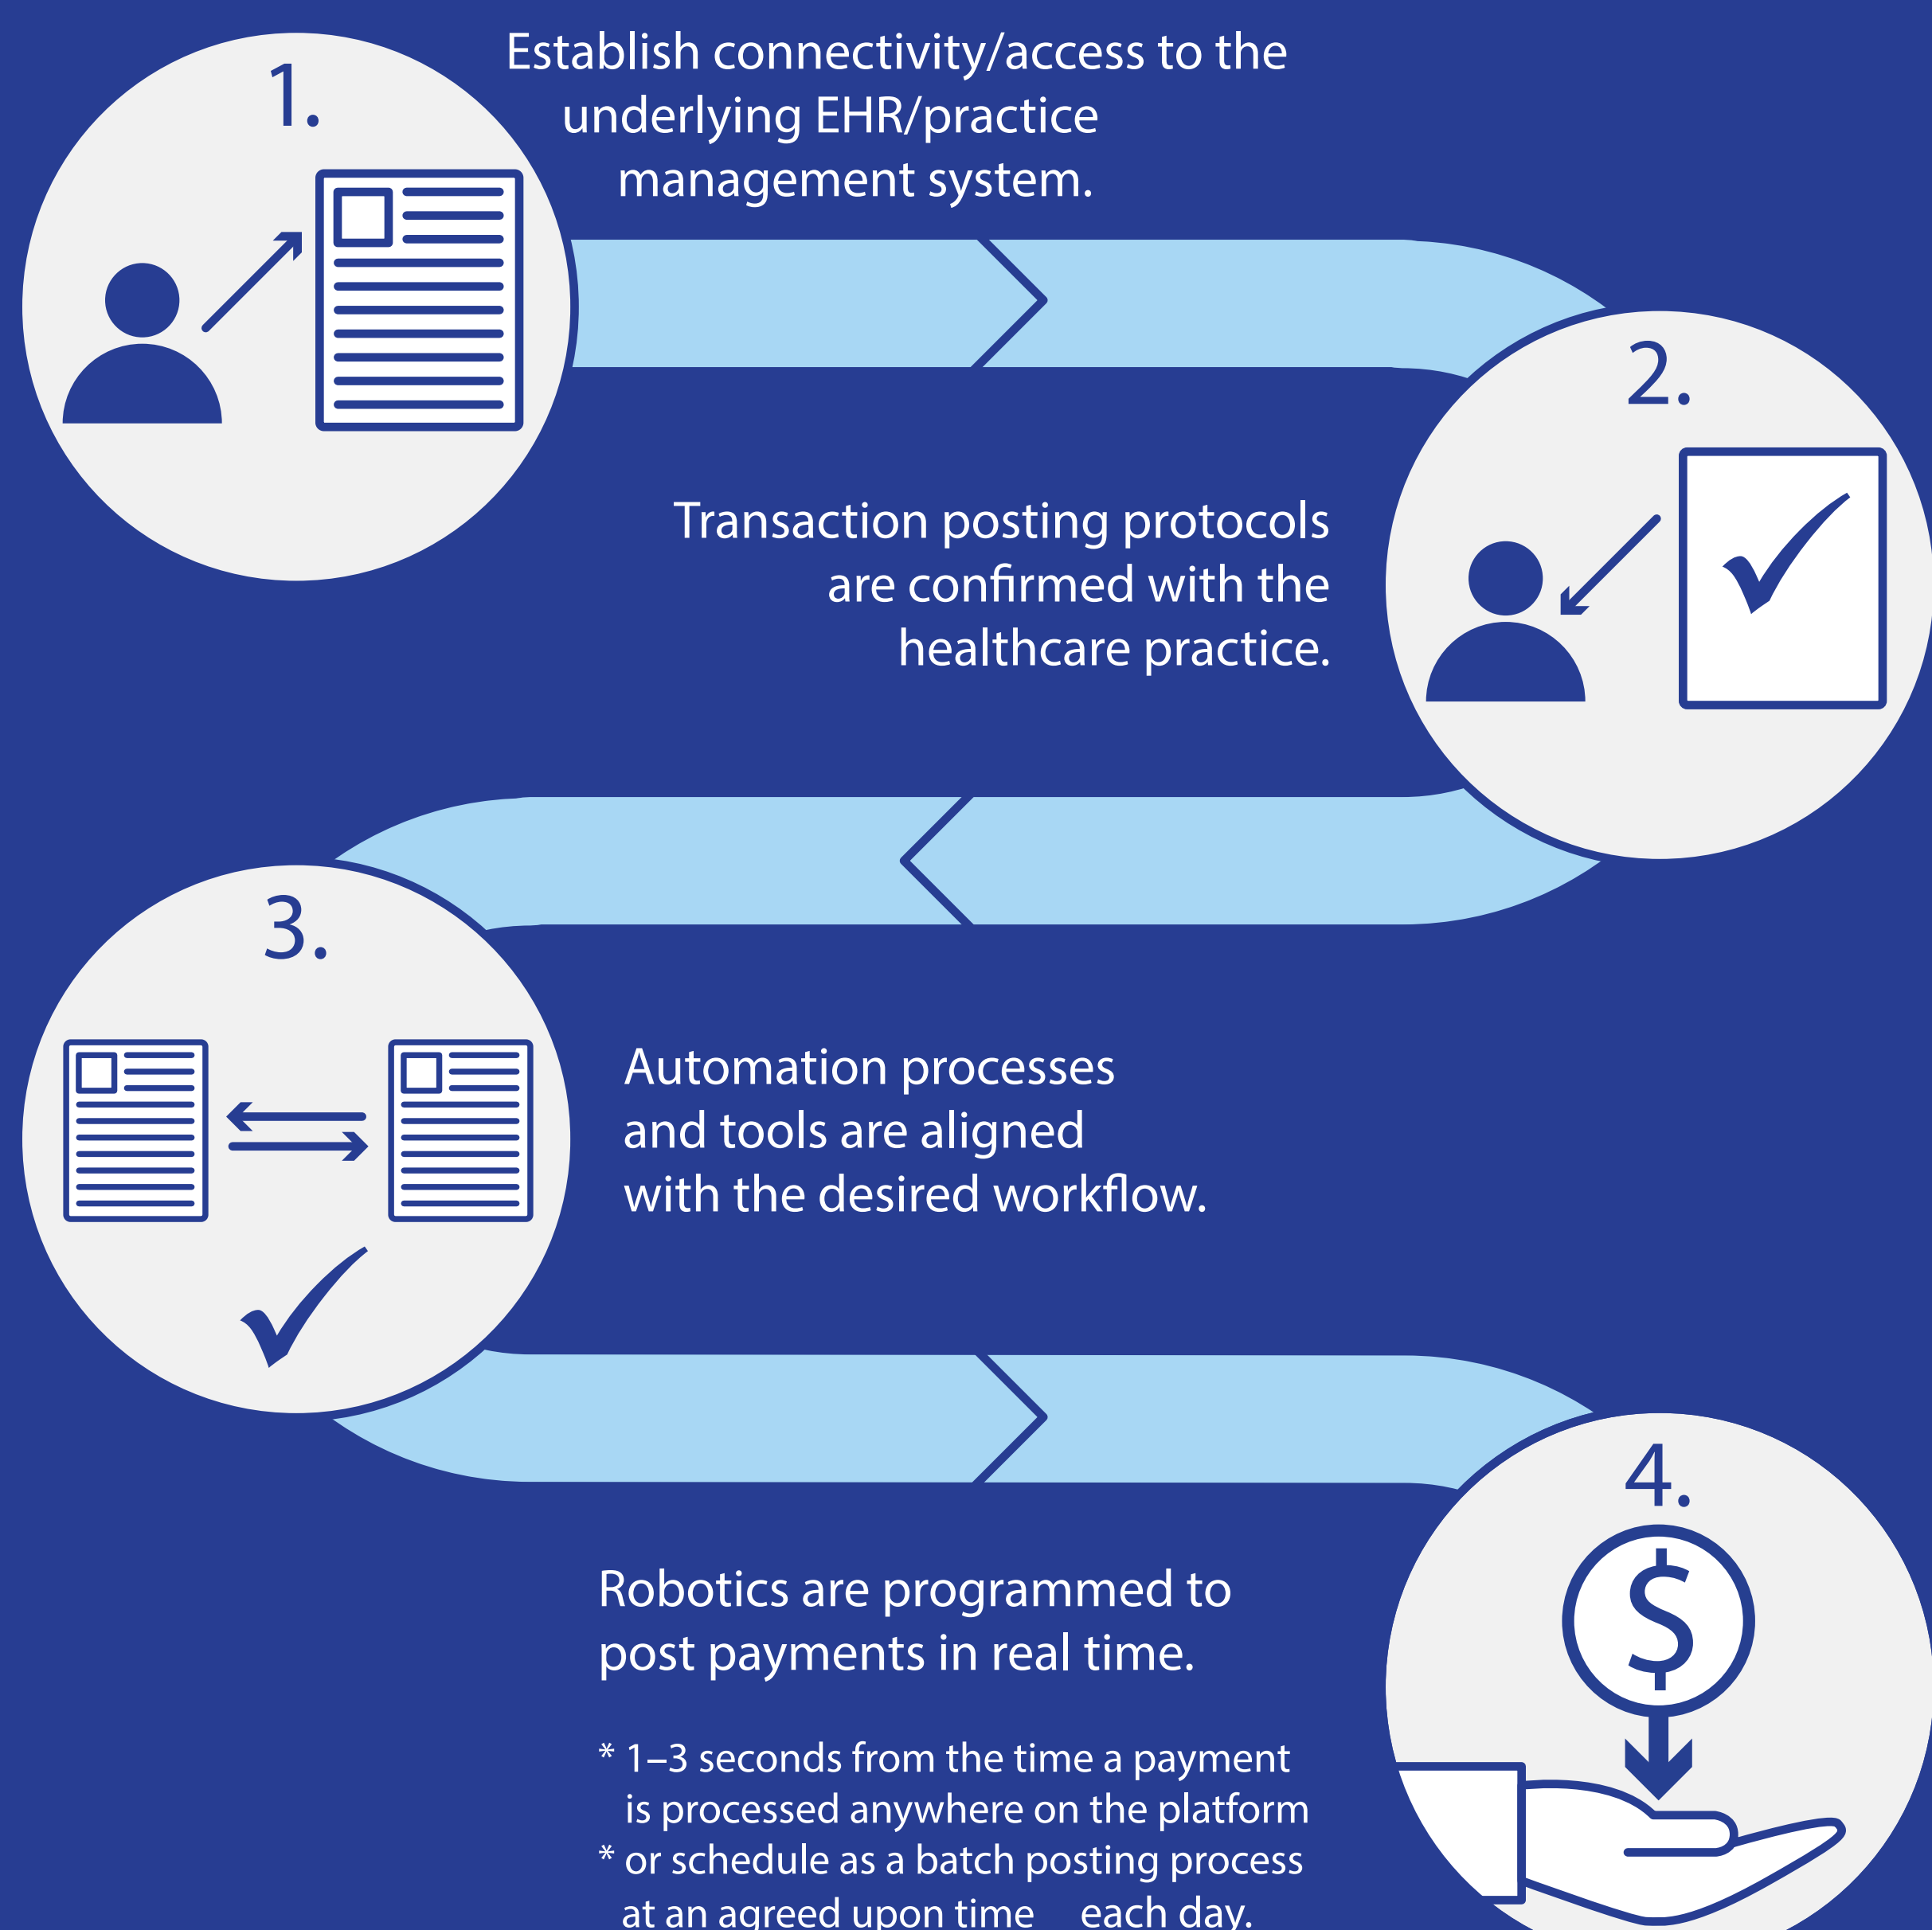 1.
Establish connectivity/access to the
underlying EHR/practice
management system.
2.
Transaction posting protocols
are confirmed with the
healthcare practice.
3.
Automation processes
and tools are aligned
with the desired workflow.
4.
$
Robotics are programmed to
post payments in real time.
* 1–3 seconds from the time a payment
is processed anywhere on the platform
* or schedule as a batch posting process
at an agreed upon time each day.